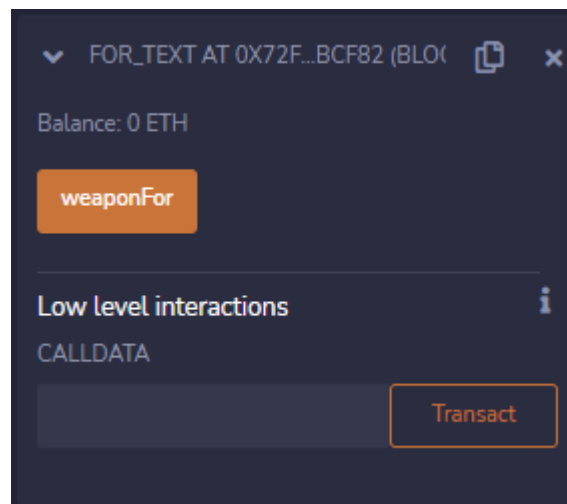 FOR_TEXT AT 0X72F...BCF82 (BLO
Balance: 0 ETH
weaponFor
Low level interactions
CALLDATA
Transact